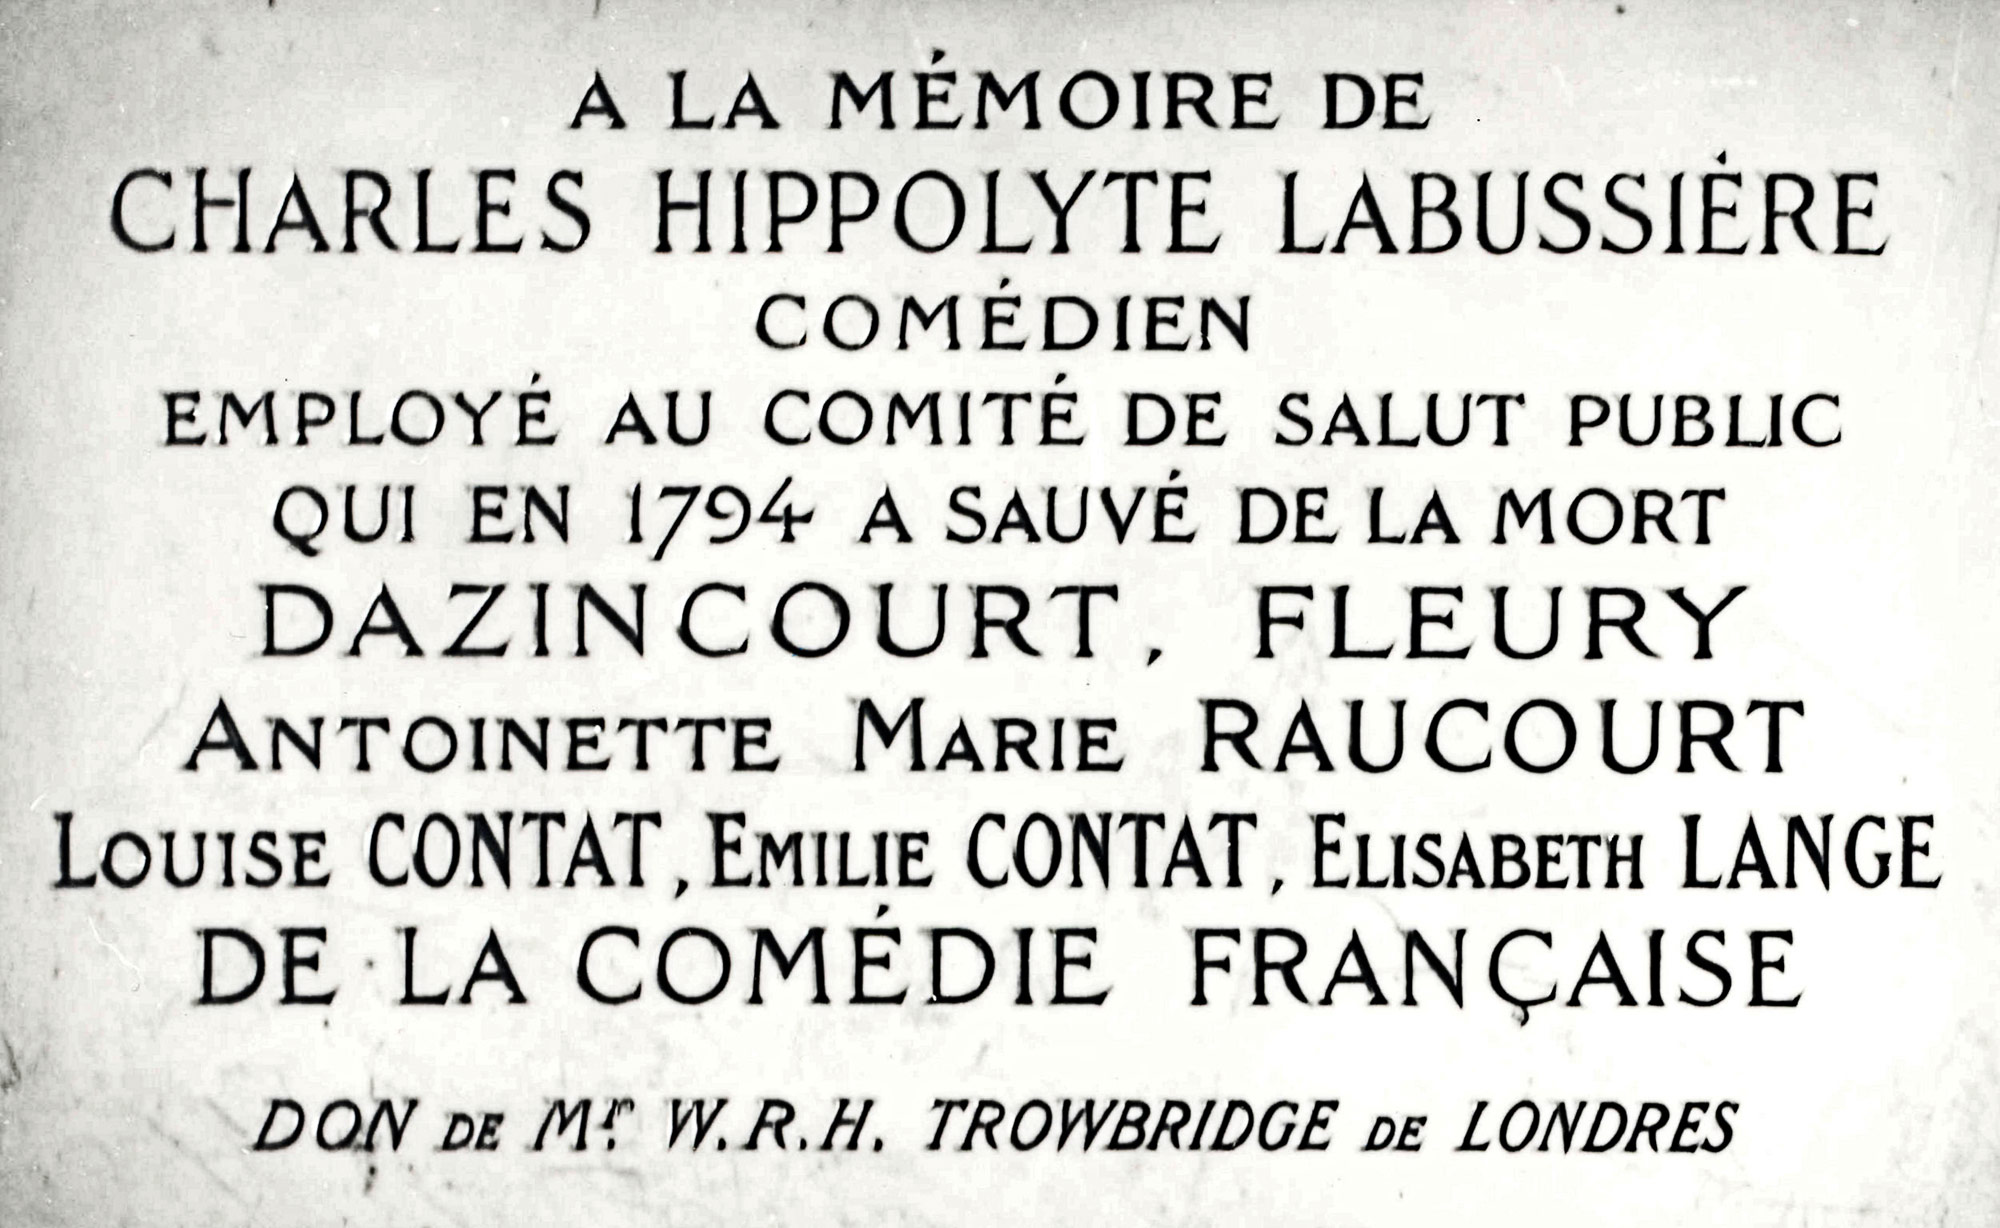 A LA MÉMOIRE DE
CHARLES HIPPOLYTE LABUSSIÉRE
COMÉDIEN
EMPLOYÉ AU COMITÉ DE SALUT PUBLIC
QUI EN 1794 A SAUVÉ DE LA MORT
DAZINCOURT, FLEURY
ANTOINETTE MARIE RAUCOURT
LOUISE CONTAT, EMILIE CONTAT, ELISABETH LANGE
DE LA COMÉDIE FRANÇAISE
DON DE Mr. W.R.H. TROWBRIDGE DE LONDRES